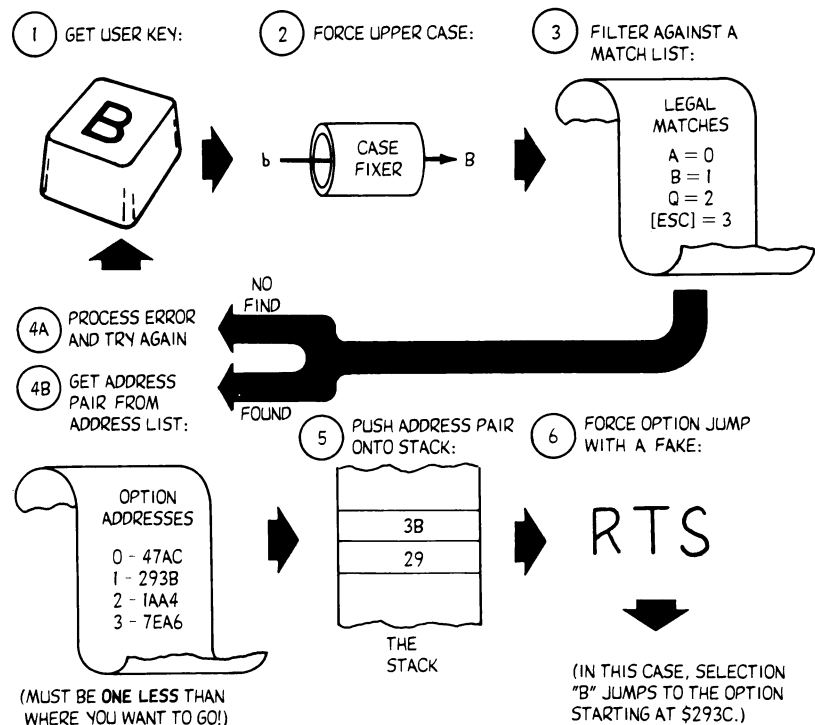 1 GET USER KEY:
B
2 FORCE UPPER CASE:
b
CASE
FIXER
B
3 FILTER AGAINST A
MATCH LIST:
LEGAL
MATCHES
A = 0
B = 1
Q = 2
[ESC] = 3
NO
FIND
4A PROCESS ERROR
AND TRY AGAIN
4B GET ADDRESS
PAIR FROM
ADDRESS LIST:
FOUND
OPTION
ADDRESSES
0 - 47AC
1 - 293B
2 - 1AA4
3 - 7EA6
(MUST BE ONE LESS THAN
WHERE YOU WANT TO GO!)
5 PUSH ADDRESS PAIR
ONTO STACK:
3B
29
THE
STACK
6 FORCE OPTION JUMP
WITH A FAKE:
RTS
(IN THIS CASE, SELECTION
"B" JUMPS TO THE OPTION
STARTING AT $293C.)